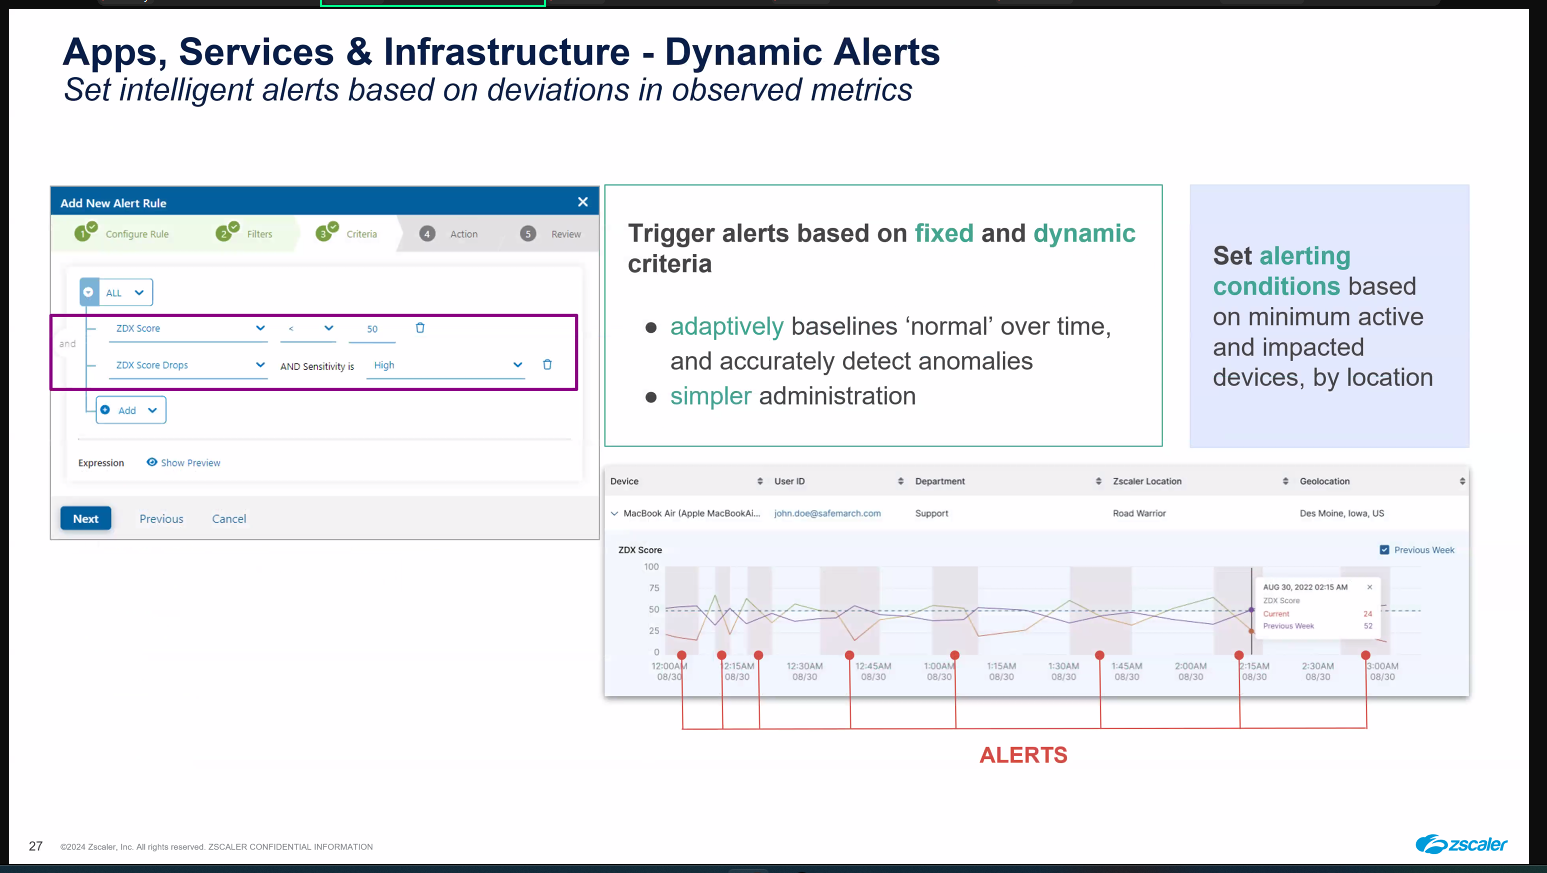 Apps, Services & Infrastructure - Dynamic Alerts
Set intelligent alerts based on deviations in observed metrics
Add New Alert Rule
1 Configure Rule 2 Filters 3 Criteria 4 Action 5 Review
ALL
and
ZDX Score < 50
ZDX Score Drops AND Sensitivity is High
Add
Expression Show Preview
Next Previous Cancel
Trigger alerts based on fixed and dynamic
criteria
● adaptively baselines ‘normal’ over time,
and accurately detect anomalies
● simpler administration
Set alerting
conditions based
on minimum active
and impacted
devices, by location
Device User ID Department Zscaler Location Geolocation
MacBook Air (Apple MacBookAi... john.doe@safemarch.com Support Road Warrior Des Moine, Iowa, US
ZDX Score Previous Week
100
75
50
25
0
AUG 30, 2022 02:15 AM
ZDX Score
Current 24
Previous Week 52
12:00AM 12:15AM 12:30AM 12:45AM 1:00AM 1:15AM 1:30AM 1:45AM 2:00AM 2:15AM 2:30AM 3:00AM
08/30 08/30 08/30 08/30 08/30 08/30 08/30 08/30 08/30 08/30 08/30 08/30
ALERTS
27 ©2024 Zscaler, Inc. All rights reserved. ZSCALER CONFIDENTIAL INFORMATION
zscaler